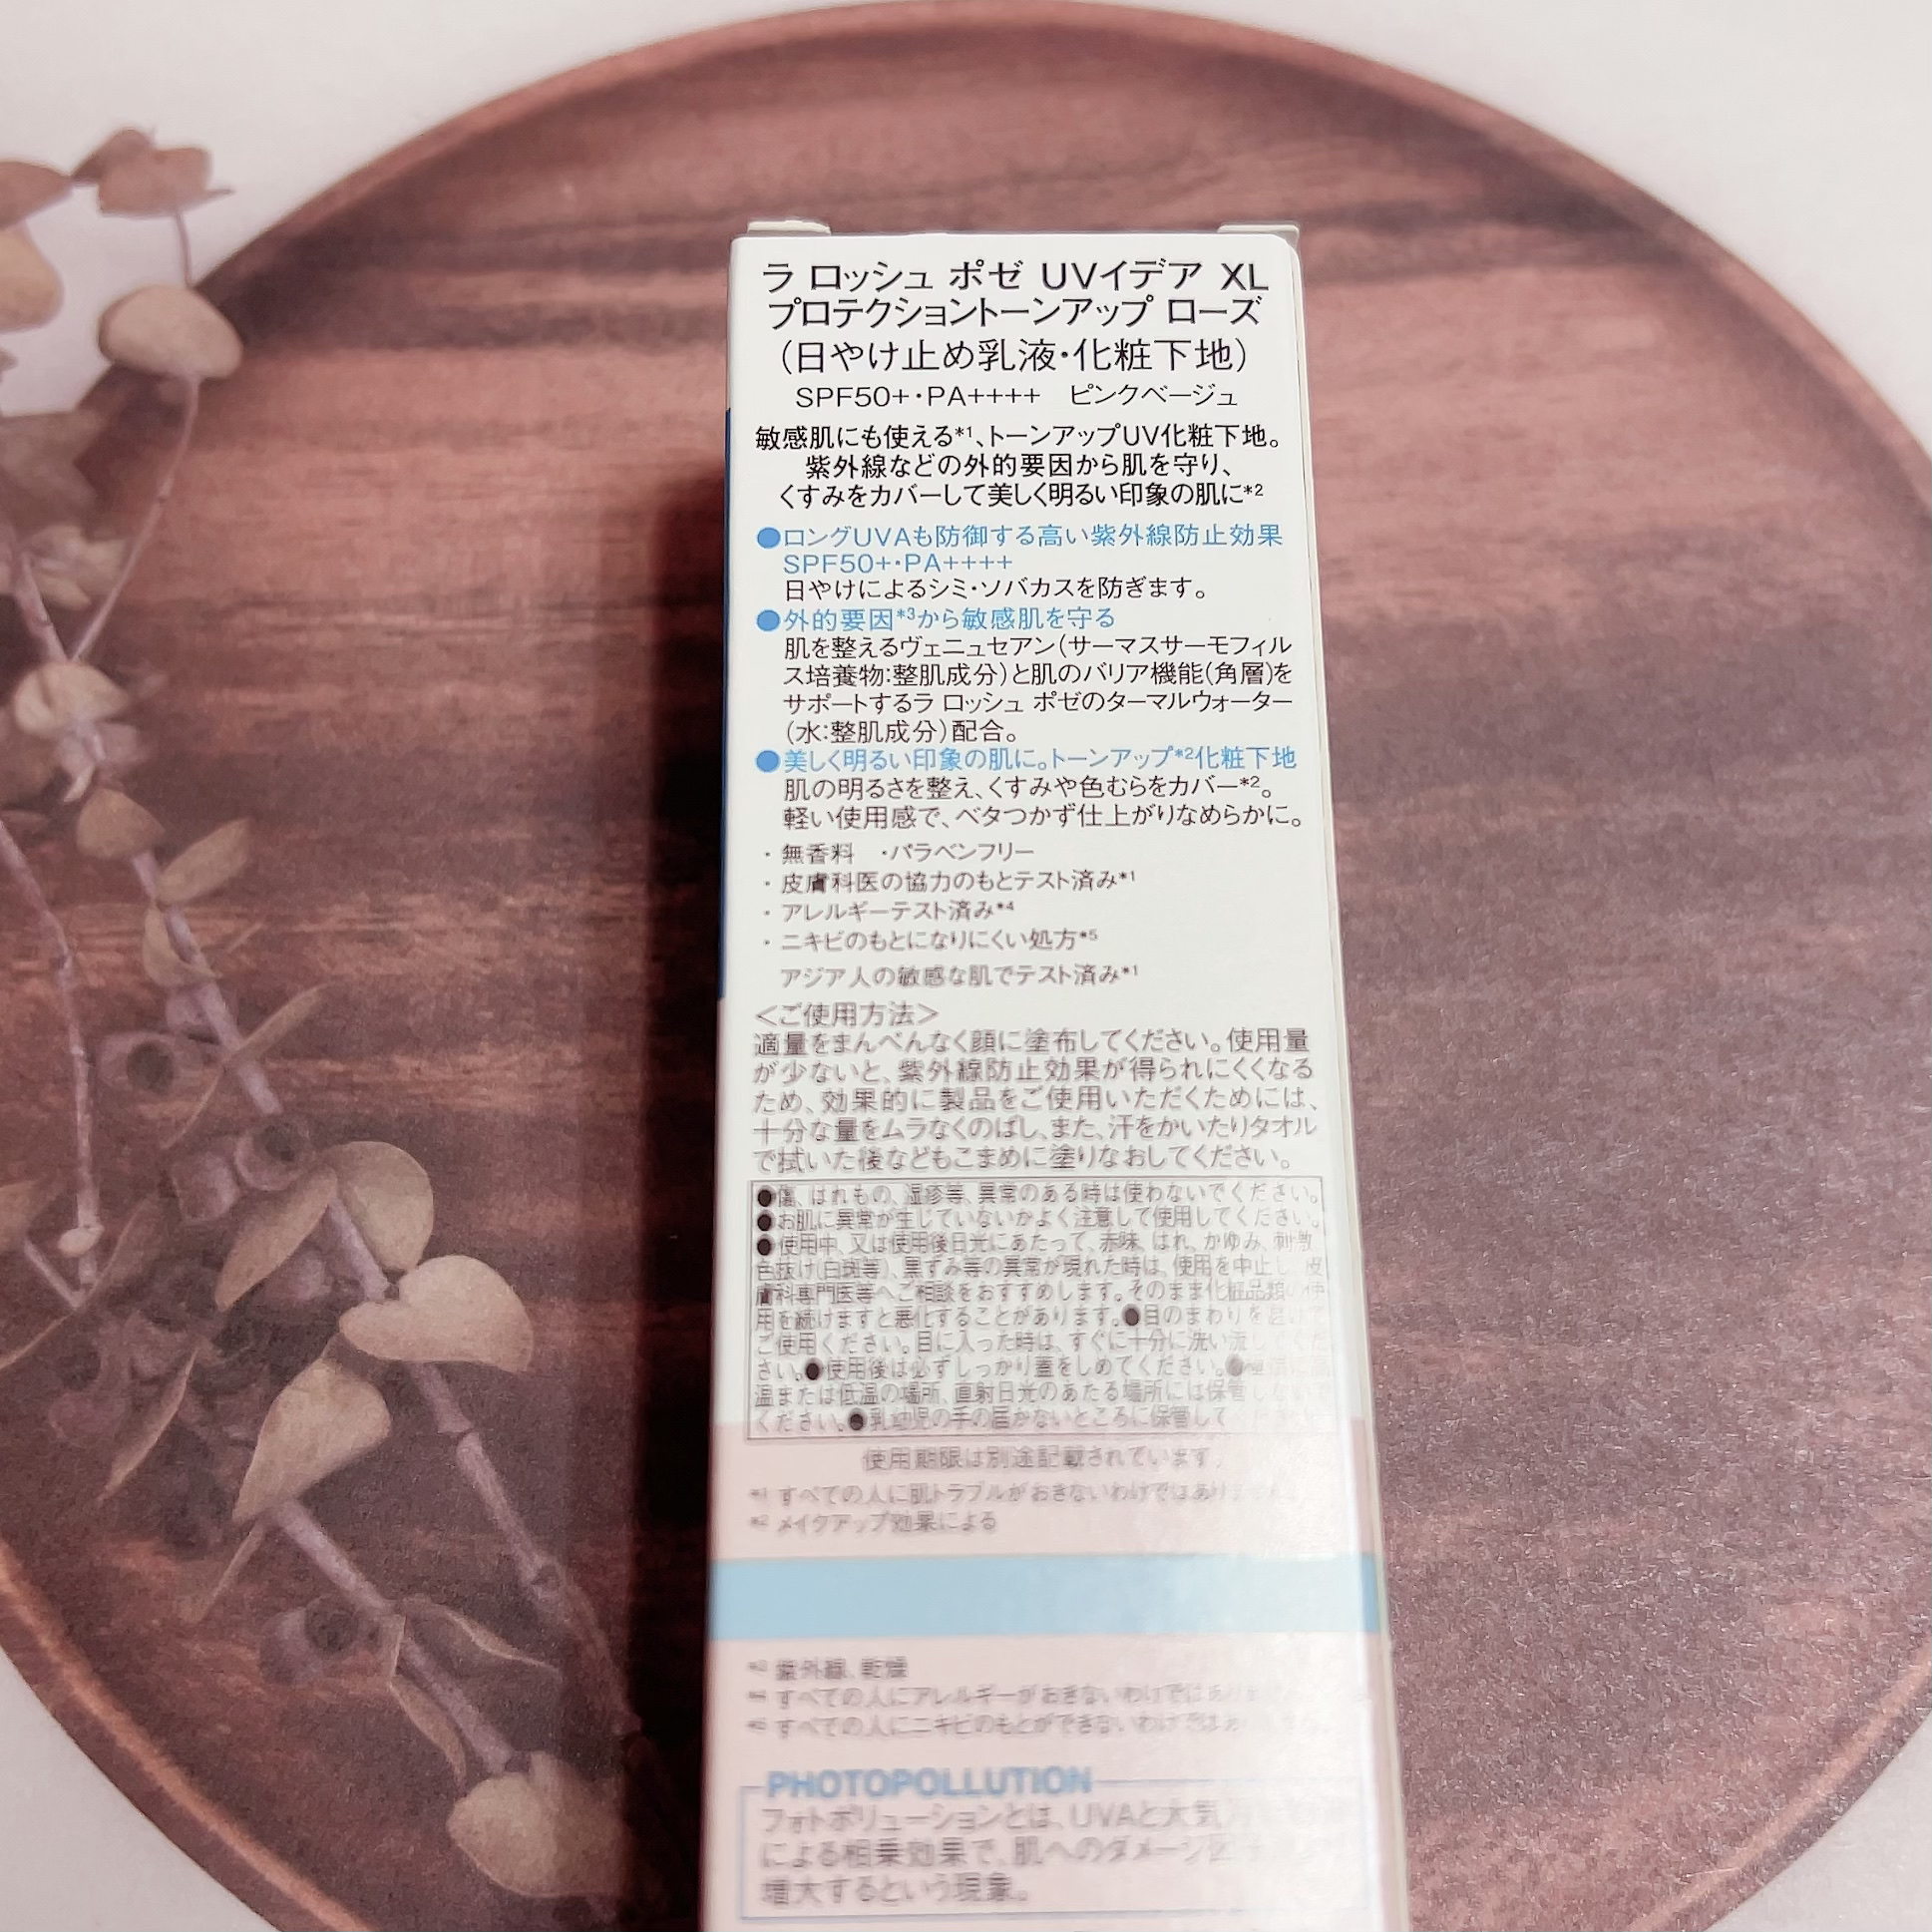 ラ ロッシュ ポゼ UVイデア XL
プロテクショントーンアップ ローズ
(日やけ止め乳液・化粧下地)
SPF50+・PA++++ ピンクベージュ
敏感肌にも使える*1、トーンアップUV化粧下地。
紫外線などの外的要因から肌を守り、
くすみをカバーして美しく明るい印象の肌に*2
●ロングUVAも防御する高い紫外線防止効果
SPF50+・PA++++
日やけによるシミ・ソバカスを防ぎます。
●外的要因*3から敏感肌を守る
肌を整えるヴェニュセアン(サーマスサーモフィル
ス培養物:整肌成分)と肌のバリア機能(角層)を
サポートするラ ロッシュ ポゼのターマルウォーター
(水:整肌成分)配合。
●美しく明るい印象の肌に。トーンアップ*2化粧下地
肌の明るさを整え、くすみや色むらをカバー*2。
軽い使用感で、ベタつかず仕上がりなめらかに。
・無香料 ・パラベンフリー
・皮膚科医の協力のもとテスト済み*1
・アレルギーテスト済み*4
・ニキビのもとになりにくい処方*5
アジア人の敏感な肌でテスト済み*1
＜ご使用方法＞
適量をまんべんなく顔に塗布してください。使用量
が少ないと、紫外線防止効果が得られにくくなる
ため、効果的に製品をご使用いただくためには、
十分な量をムラなくのばし、また、汗をかいたりタオル
で拭いた後などもこまめに塗りなおしてください。
●傷、はれもの、湿疹等、異常のある時は使わないでください。
●お肌に異常が生じていないかよく注意して使用してください。
●使用中、又は使用後日光にあたって、赤味、はれ、かゆみ、刺激、
色抜け(白斑等)、黒ずみ等の異常が現れた時は、使用を中止し、皮
膚科専門医等へご相談をおすすめします。そのまま化粧品類の使
用を続けますと悪化することがあります。●目のまわりを
ご使用ください。目に入った時は、すぐに十分に洗い流してくだ
さい。●使用後は必ずしっかり蓋をしめてください。●
温または低温の場所、直射日光のあたる場所には保管し
ください。●乳幼児の手の届かないところに保管して
使用期限は別途記載されています。
*1 すべての人に肌トラブルがおきないわけではありません
*2 メイクアップ効果による
*3 紫外線、乾燥
*4 すべての人にアレルギーがおきないわけではあり
*5 すべての人にニキビのもとができないわけではあ
PHOTOPOLLUTION
フォトポリューションとは、UVAと大気
による相乗効果で、肌へのダメージ
増大するという現象。